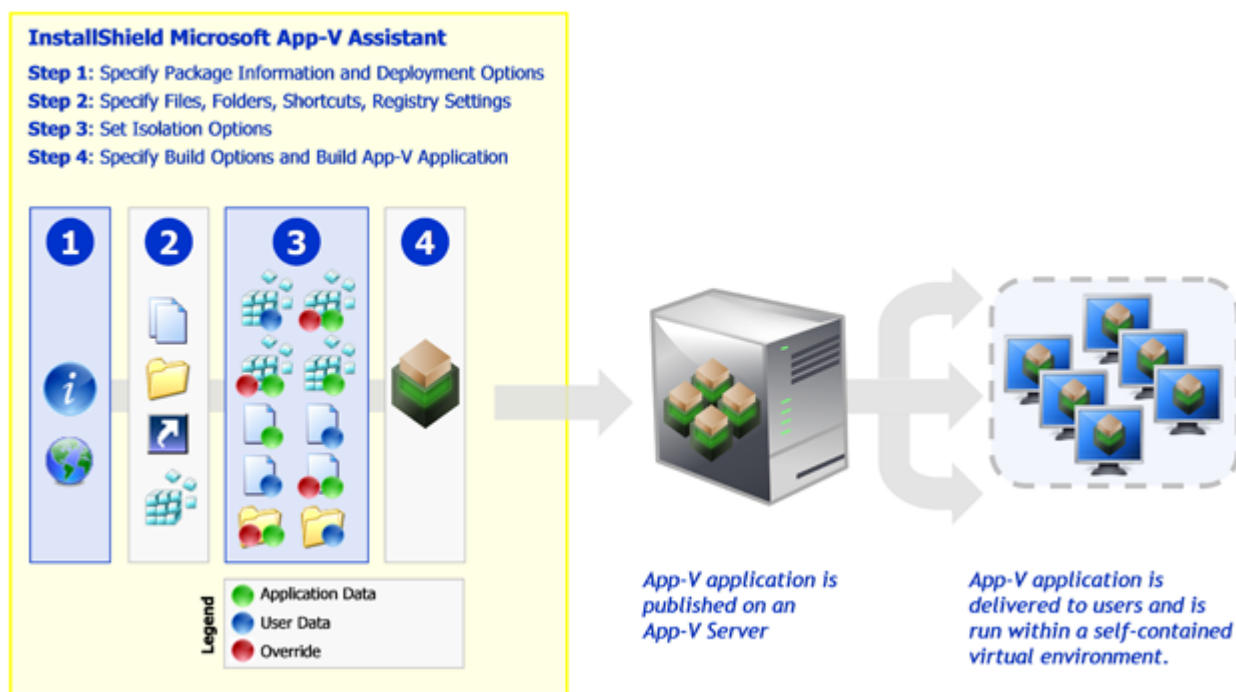 InstallShield Microsoft App-V Assistant
Step 1: Specify Package Information and Deployment Options
Step 2: Specify Files, Folders, Shortcuts, Registry Settings
Step 3: Set Isolation Options
Step 4: Specify Build Options and Build App-V Application
1
2
3
4
i
Legend
Application Data
User Data
Override
App-V application is
published on an
App-V Server
App-V application is
delivered to users and is
run within a self-contained
virtual environment.